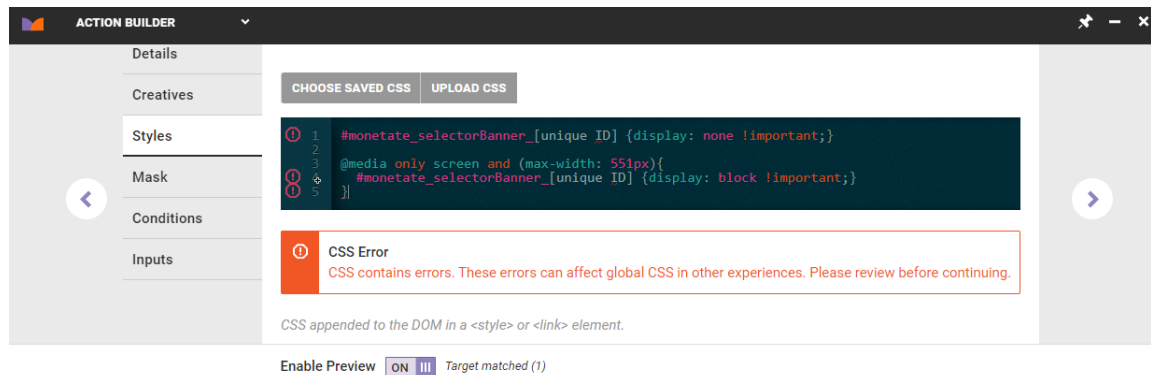 ACTION BUILDER
Details
Creatives
Styles
Mask
Conditions
Inputs
CHOOSE SAVED CSS UPLOAD CSS
1 #monetate_selectorBanner_[unique ID] {display: none !important;}
2
3 @media only screen and (max-width: 551px){
4 #monetate_selectorBanner_[unique ID] {display: block !important;}
5 }
CSS Error
CSS contains errors. These errors can affect global CSS in other experiences. Please review before continuing.
CSS appended to the DOM in a <style> or <link> element.
Enable Preview ON Target matched (1)